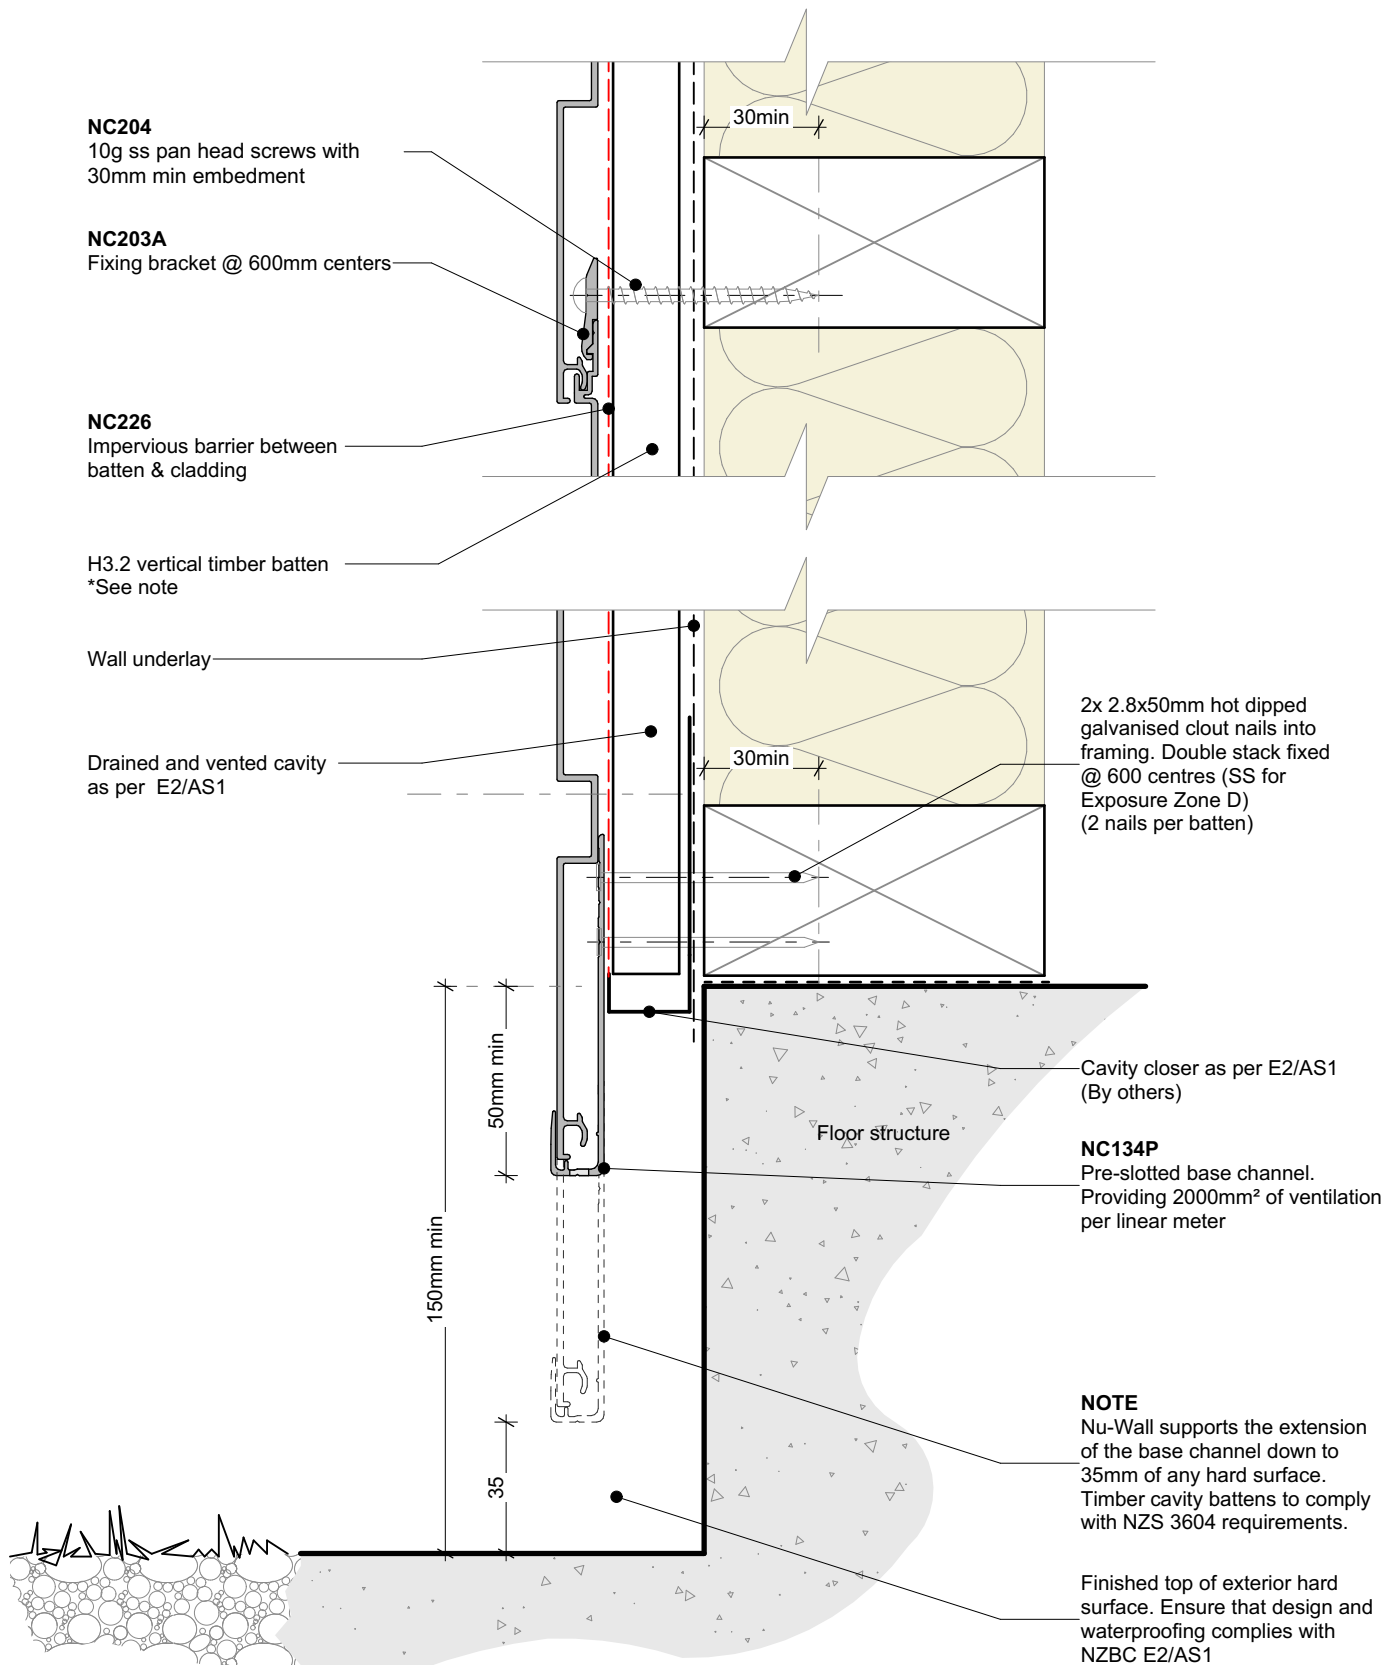 NC204
10g ss pan head screws with
30mm min embedment
NC203A
Fixing bracket @ 600mm centers
NC226
Impervious barrier between
batten & cladding
H3.2 vertical timber batten
*See note
Wall underlay
Drained and vented cavity
as per E2/AS1
30min
30min
2x 2.8x50mm hot dipped
galvanised clout nails into
framing. Double stack fixed
@ 600 centres (SS for
Exposure Zone D)
(2 nails per batten)
50mm min
150mm min
35
Cavity closer as per E2/AS1
(By others)
Floor structure
NC134P
Pre-slotted base channel.
Providing 2000mm² of ventilation
per linear meter
NOTE
Nu-Wall supports the extension
of the base channel down to
35mm of any hard surface.
Timber cavity battens to comply
with NZS 3604 requirements.
Finished top of exterior hard
surface. Ensure that design and
waterproofing complies with
NZBC E2/AS1